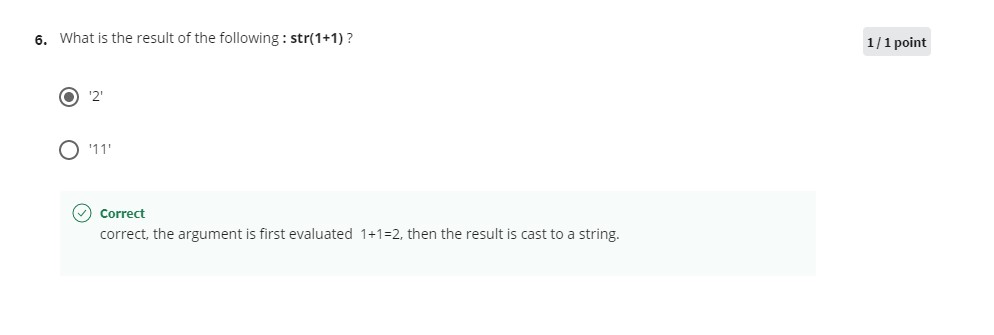 6. What is the result of the following : str(1+1) ?
1 / 1 point
'2'
'11'
Correct
correct, the argument is first evaluated 1+1=2, then the result is cast to a string.